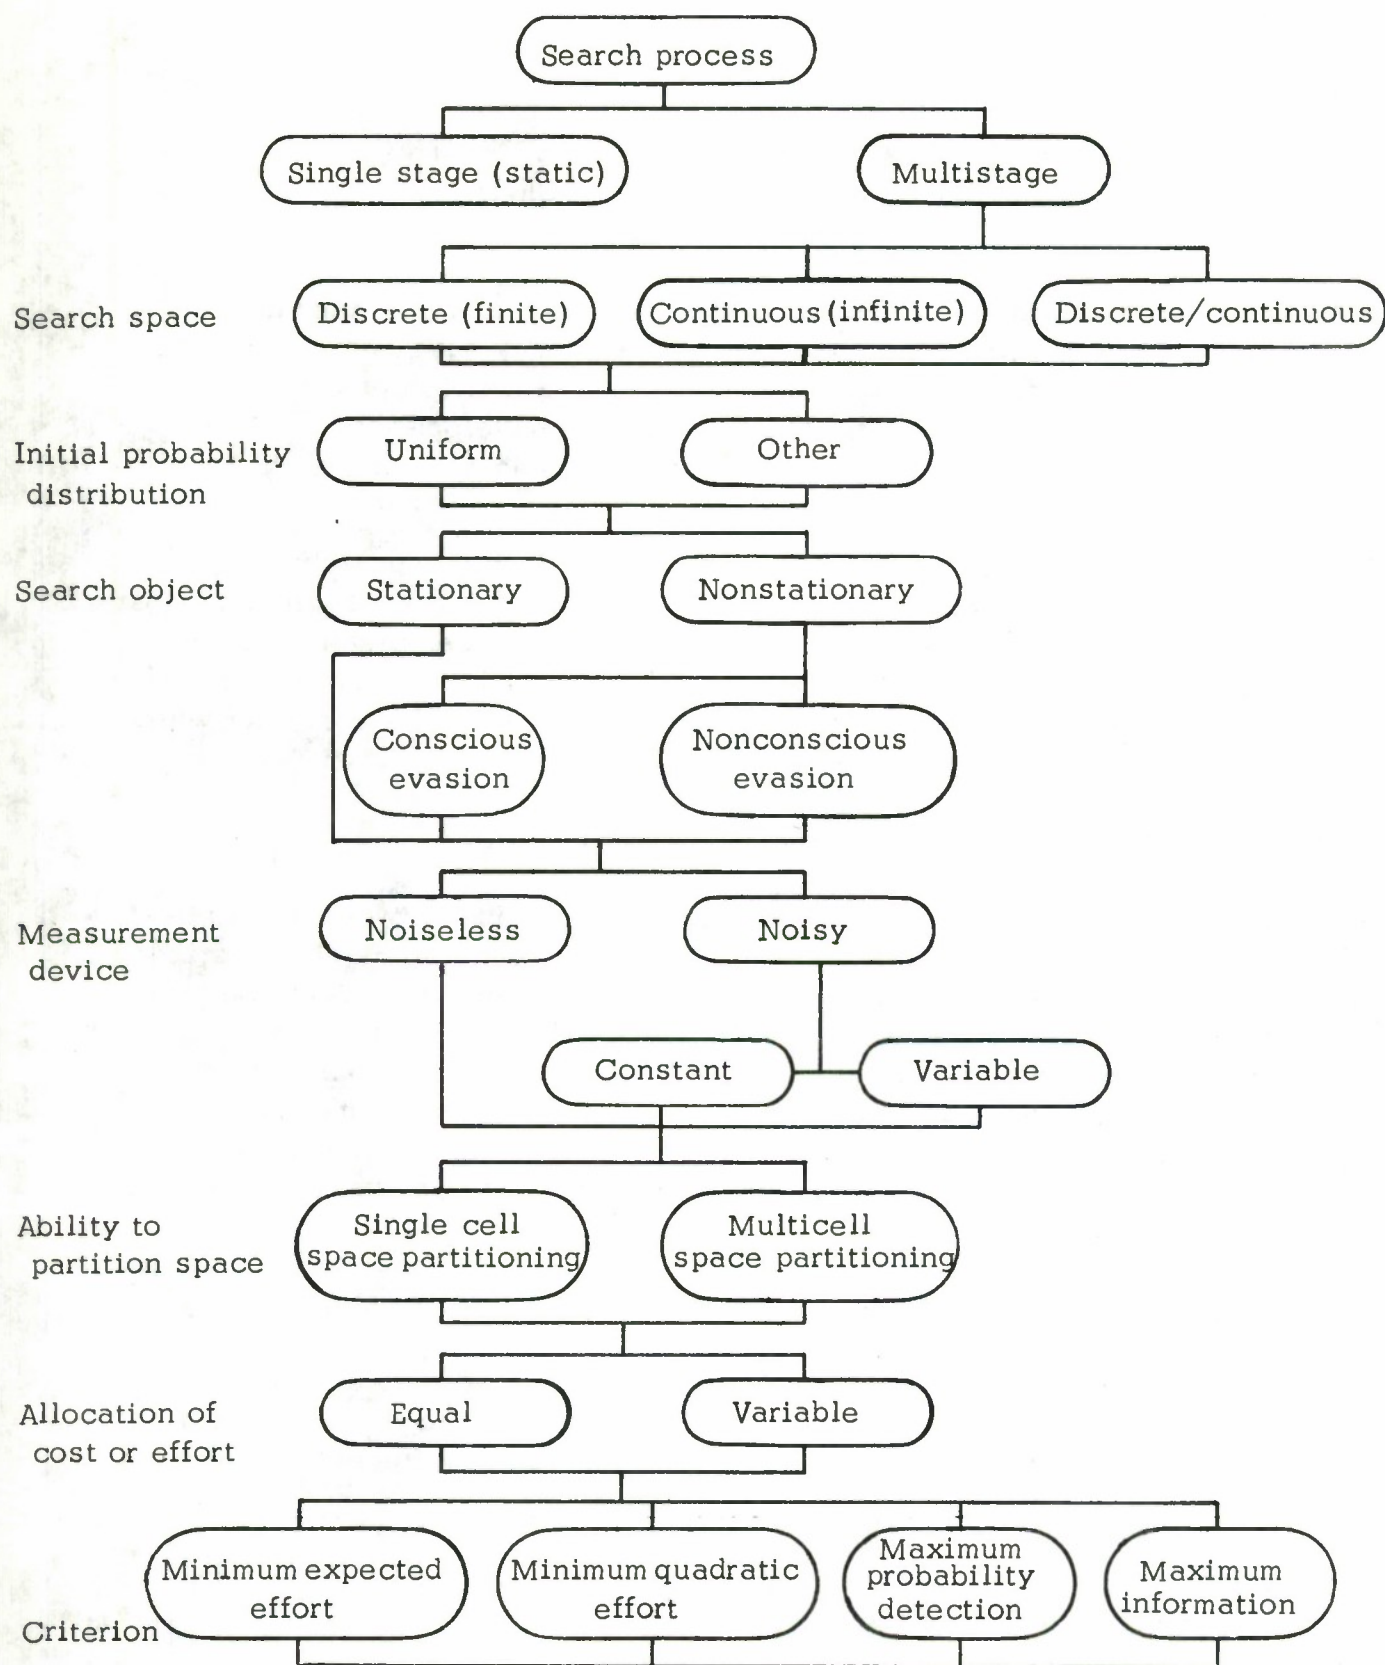 Search process
Single stage (static)
Multistage
Search space
Discrete (finite)
Continuous (infinite)
Discrete/continuous
Initial probability
distribution
Uniform
Other
Search object
Stationary
Nonstationary
Conscious
evasion
Nonconscious
evasion
Measurement
device
Noiseless
Noisy
Constant
Variable
Ability to
partition space
Single cell
space partitioning
Multicell
space partitioning
Allocation of
cost or effort
Equal
Variable
Criterion
Minimum expected
effort
Minimum quadratic
effort
Maximum
probability
detection
Maximum
information